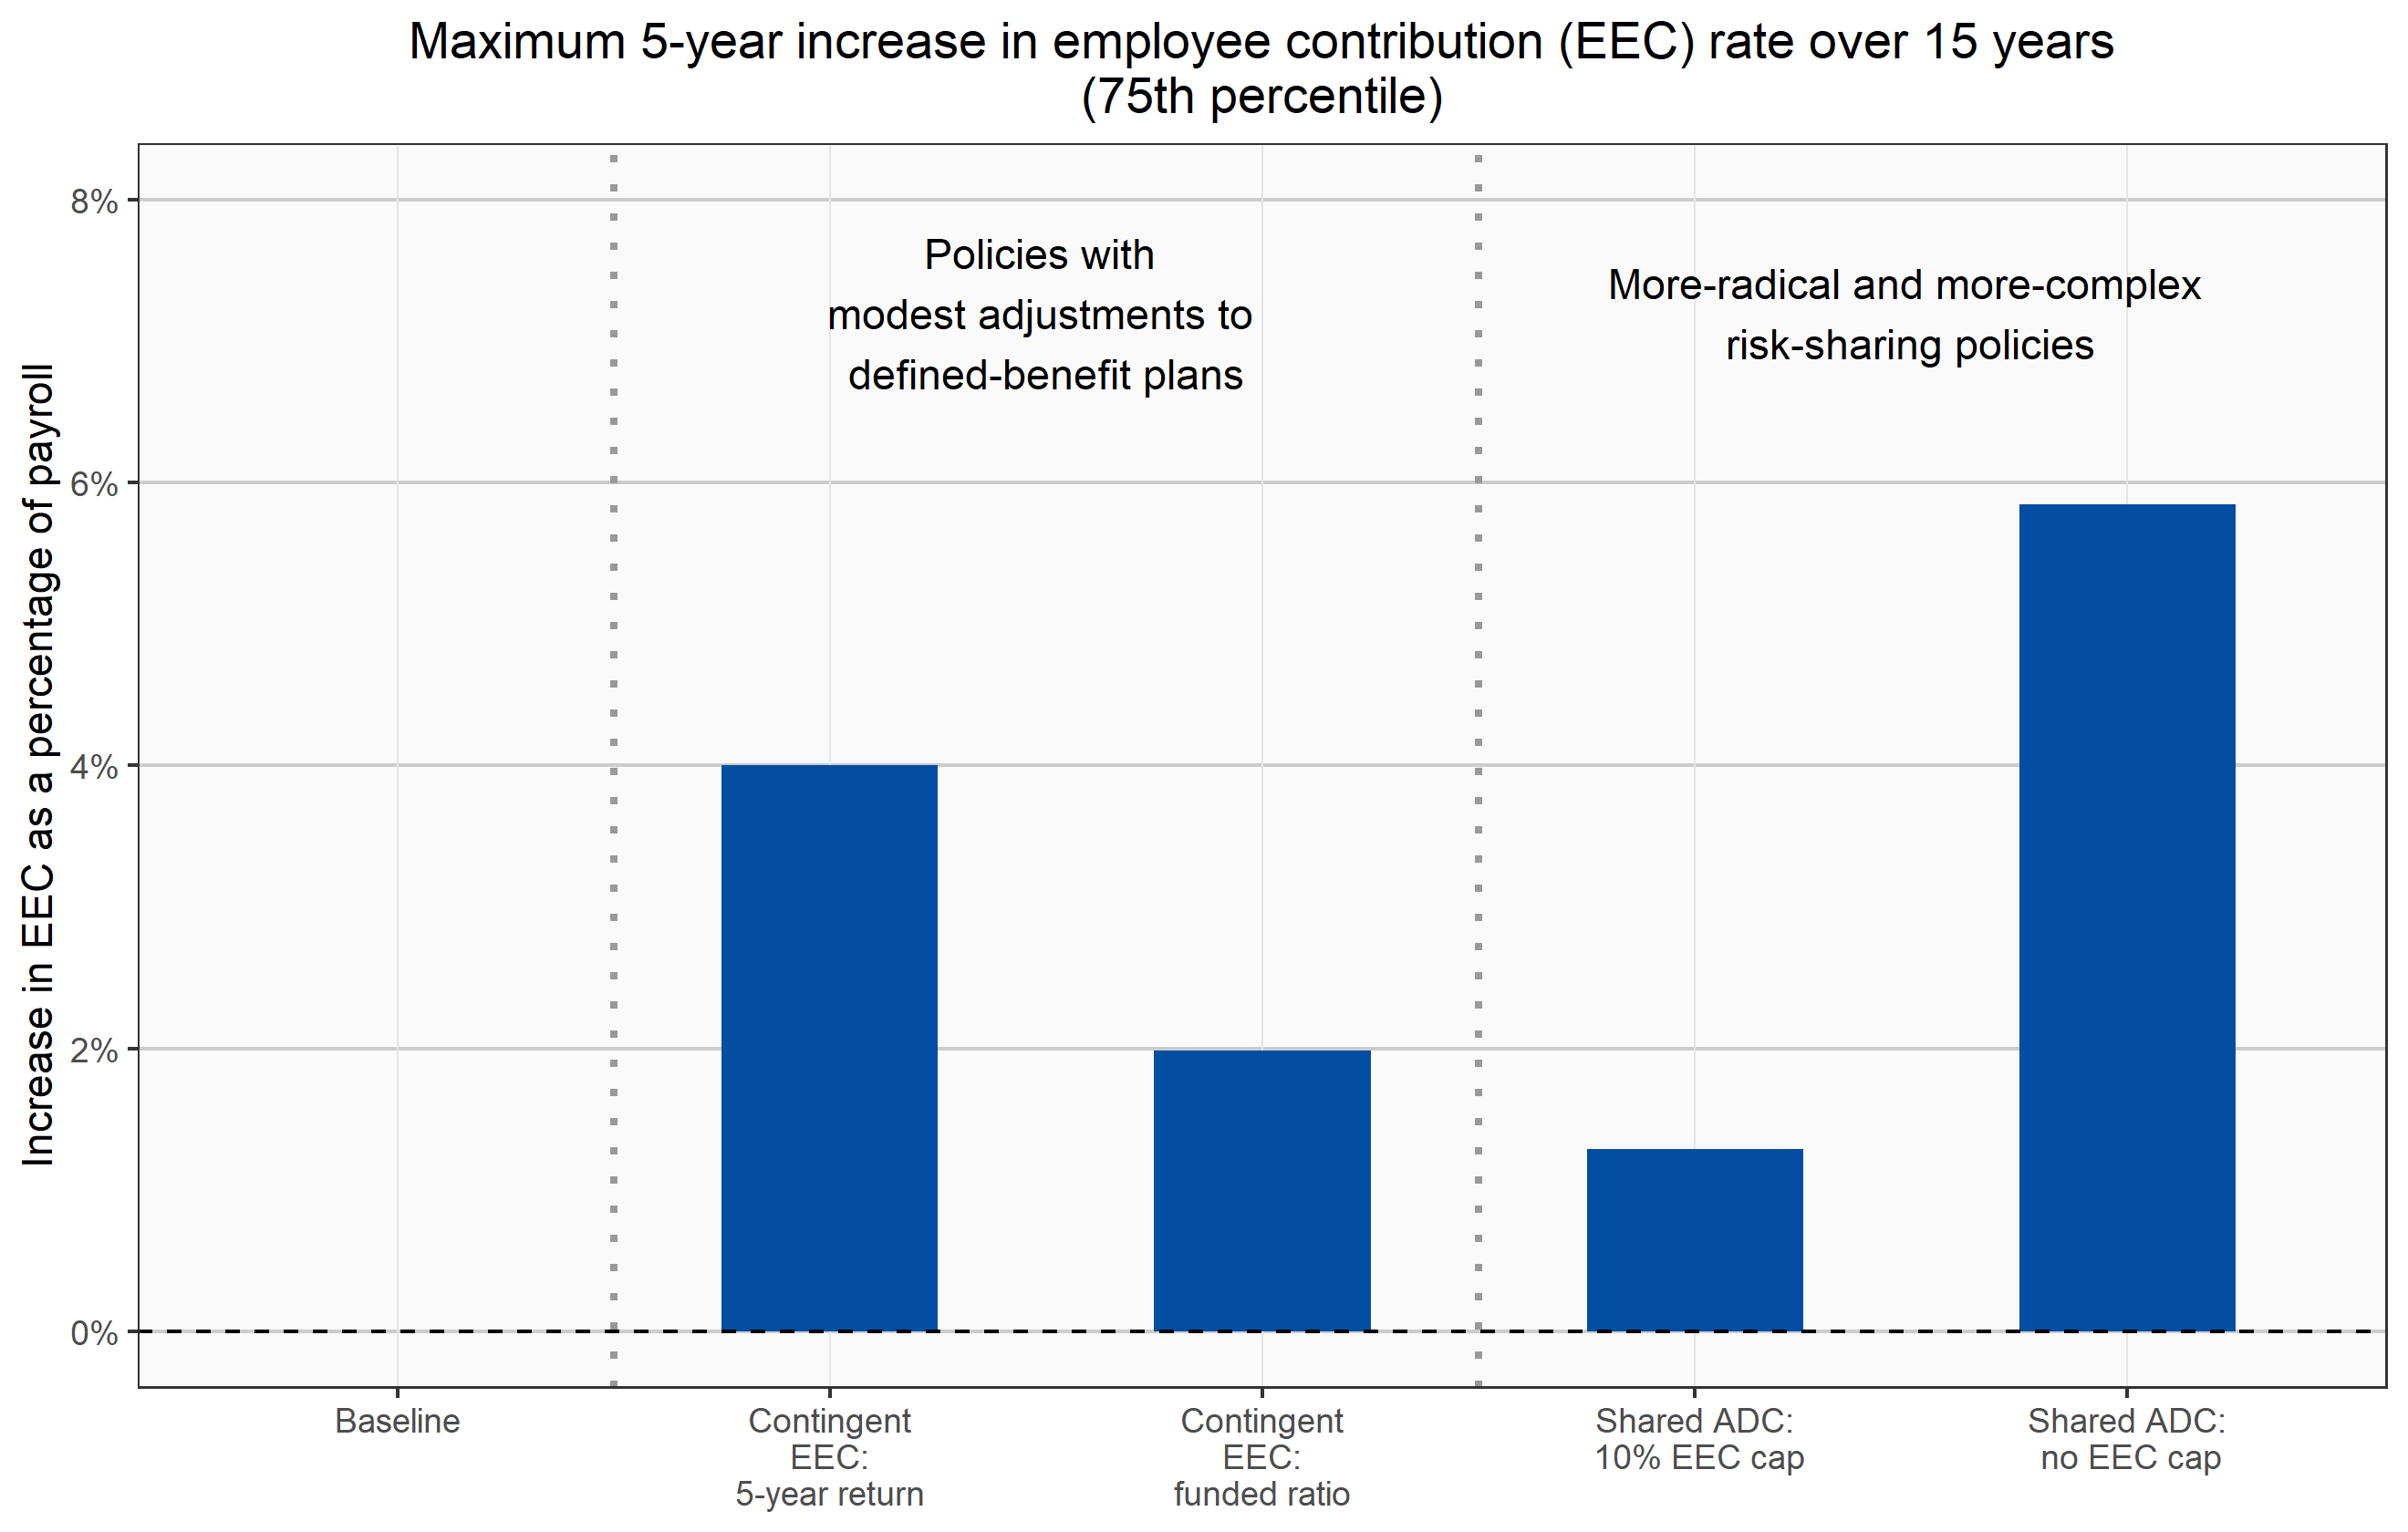 Maximum 5-year increase in employee contribution (EEC) rate over 15 years
(75th percentile)
Increase in EEC as a percentage of payroll
8%
6%
4%
2%
0%
Policies with
modest adjustments to
defined-benefit plans
More-radical and more-complex
risk-sharing policies
Baseline
Contingent
EEC:
5-year return
Contingent
EEC:
funded ratio
Shared ADC:
10% EEC cap
Shared ADC:
no EEC cap